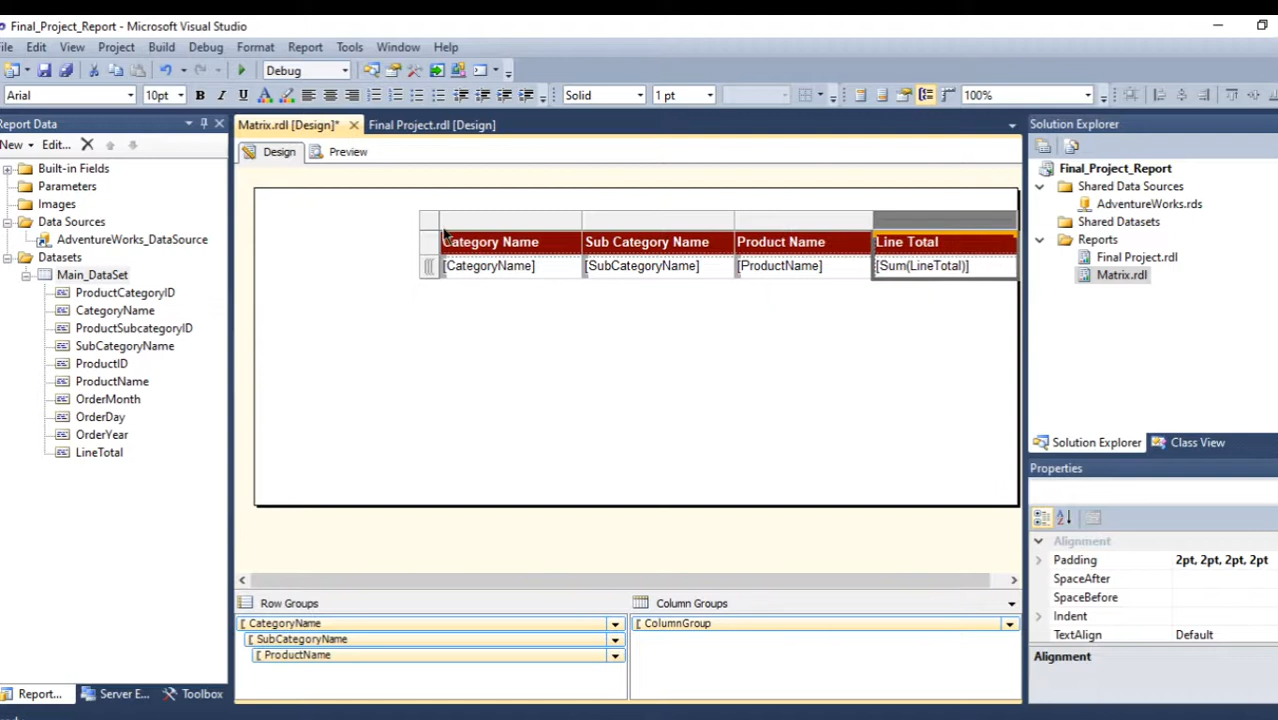 Final_Project_Report - Microsoft Visual Studio
File Edit View Project Build Debug Format Report Tools Window Help
Debug
Arial 10pt B I U Solid 1 pt 100%
Report Data
New Edit...
Built-in Fields
Parameters
Images
Data Sources
AdventureWorks_DataSource
Datasets
Main_DataSet
ProductCategoryID
CategoryName
ProductSubcategoryID
SubCategoryName
ProductID
ProductName
OrderMonth
OrderDay
OrderYear
LineTotal
Report... Server E... Toolbox
Matrix.rdl [Design]* Final Project.rdl [Design]
Design Preview
Category Name Sub Category Name Product Name Line Total
[CategoryName] [SubCategoryName] [ProductName] [Sum(LineTotal)]
Row Groups Column Groups
[ CategoryName [ ColumnGroup
[ SubCategoryName
[ ProductName
Solution Explorer
Final_Project_Report
Shared Data Sources
AdventureWorks.rds
Shared Datasets
Reports
Final Project.rdl
Matrix.rdl
Solution Explorer Class View
Properties
Alignment
Padding 2pt, 2pt, 2pt, 2pt
SpaceAfter
SpaceBefore
Indent
TextAlign Default
Alignment